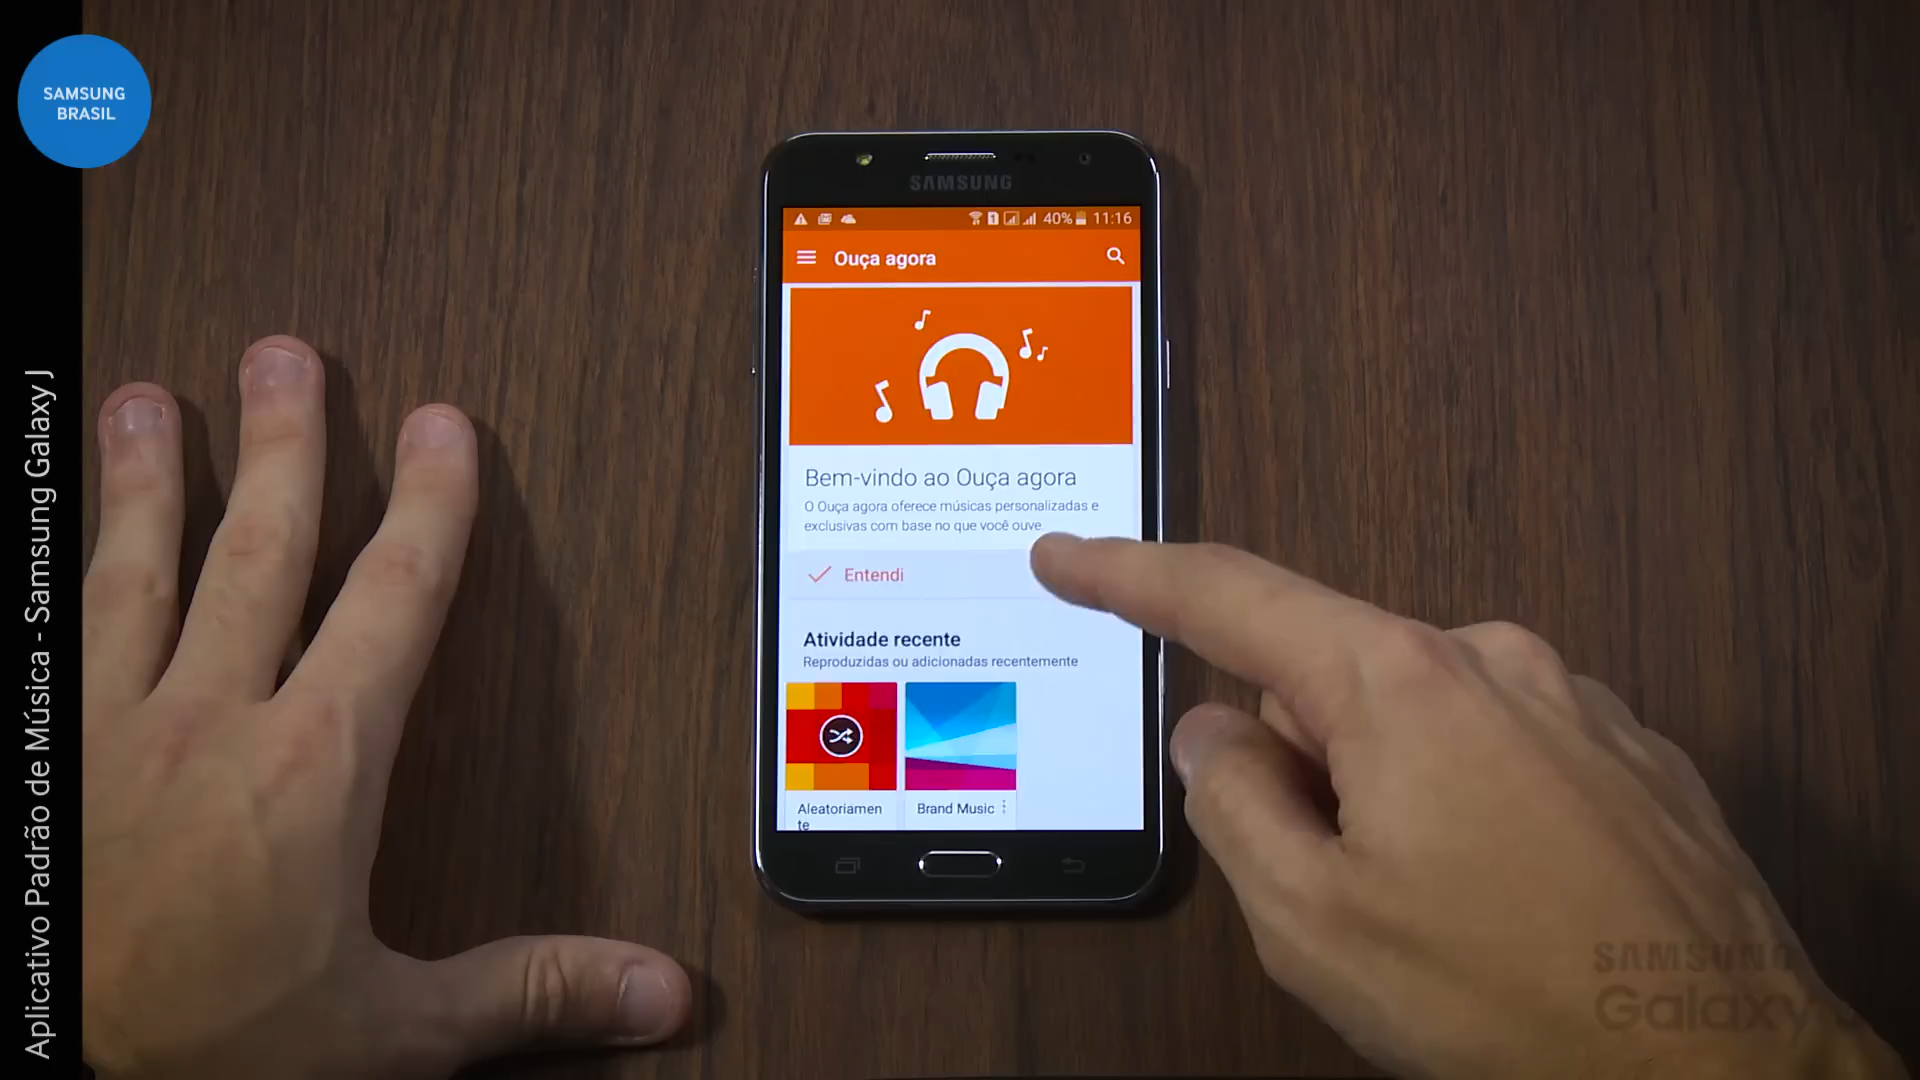 SAMSUNG
BRASIL
Aplicativo Padrão de Música - Samsung Galaxy J
SAMSUNG
40% 11:16
Ouça agora
Bem-vindo ao Ouça agora
O Ouça agora oferece músicas personalizadas e
exclusivas com base no que você ouve.
Entendi
Atividade recente
Reproduzidas ou adicionadas recentemente
Aleatoriamen
te
Brand Music
SAMSUNG
Galaxy J